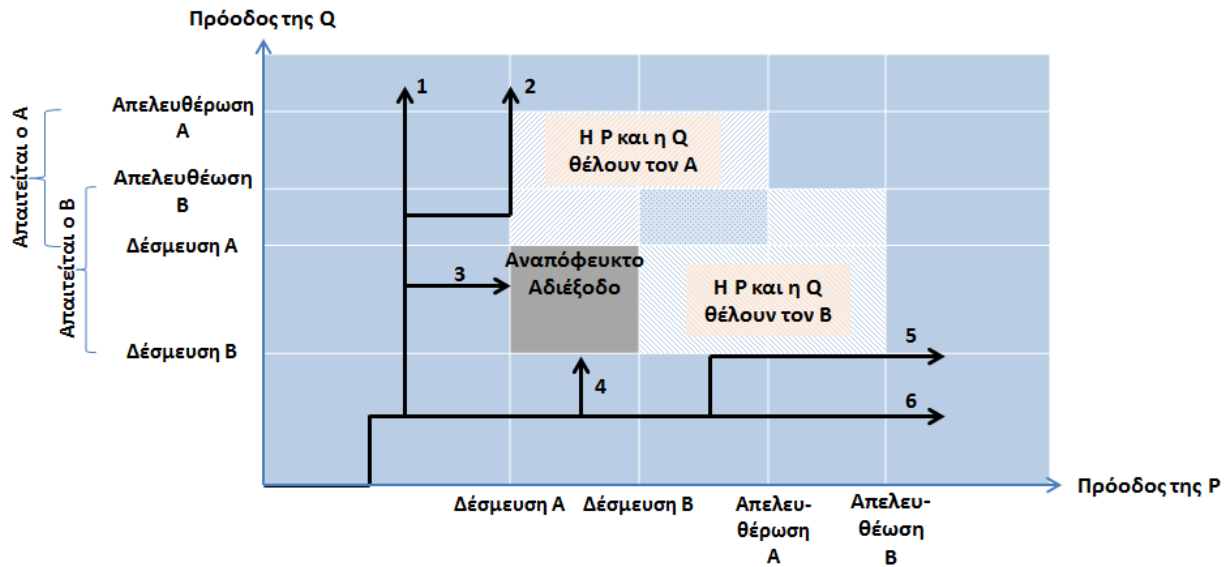 Πρόοδος της Q
1
2
Απελευθέρωση
A
Απαιτείται ο A
Η P και η Q
θέλουν τον A
Απελευθέωση
B
Απαιτείται ο B
Δέσμευση A
3
Αναπόφευκτο
Αδιέξοδο
Η P και η Q
θέλουν τον B
Δέσμευση B
4
5
6
Πρόοδος της P
Δέσμευση A
Δέσμευση B
Απελευ-
θέρωση
A
Απελευ-
θέωση
B